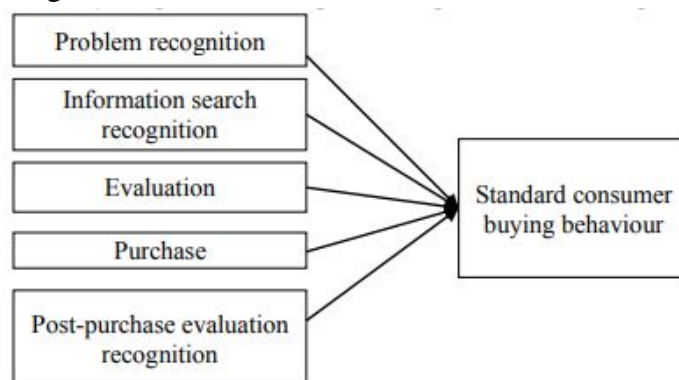 Problem recognition
Information search
recognition
Evaluation
Purchase
Post-purchase evaluation
recognition
Standard consumer
buying behaviour